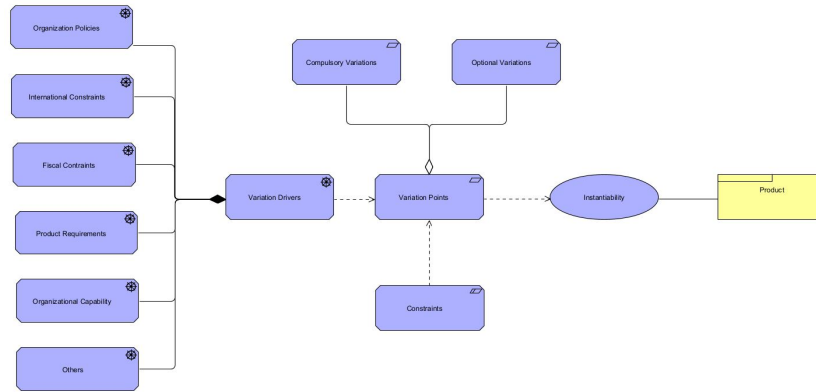 Organization Policies
International Constraints
Fiscal Contraints
Product Requirements
Organizational Capability
Others
Variation Drivers
Compulsory Variations
Optional Variations
Variation Points
Constraints
Instantiability
Product